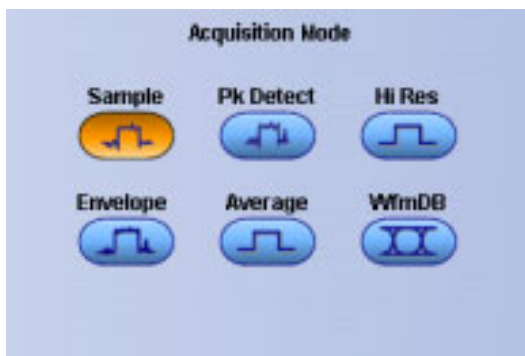 Acquisition Mode
Sample Pk Detect Hi Res
Envelope Average WfmDB